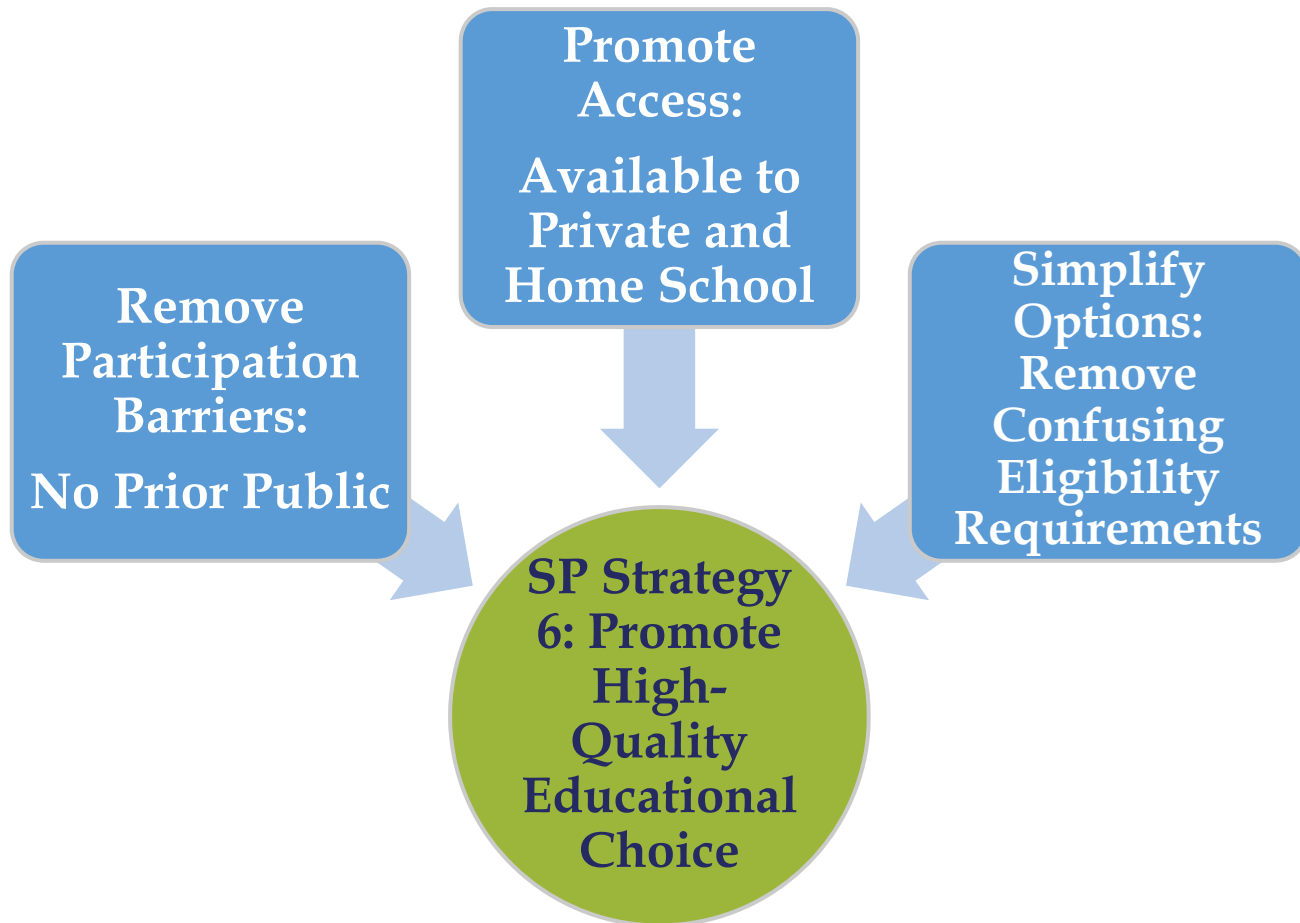 Promote
Access:
Available to
Private and
Home School
Remove
Participation
Barriers:
No Prior Public
Simplify
Options:
Remove
Confusing
Eligibility
Requirements
SP Strategy
6: Promote
High-
Quality
Educational
Choice